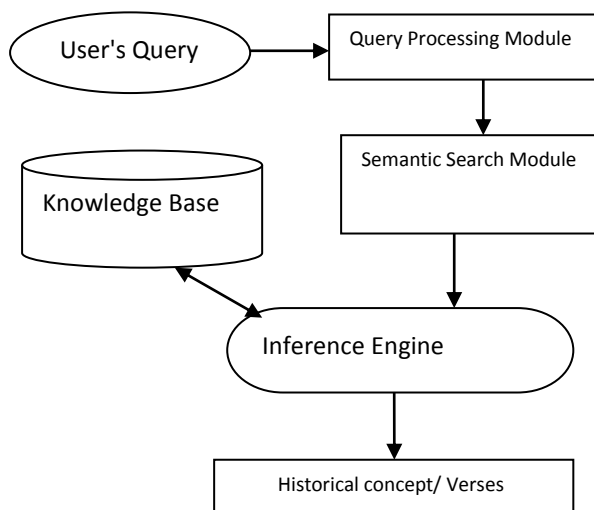 User's Query
Query Processing Module
Semantic Search Module
Knowledge Base
Inference Engine
Historical concept/ Verses